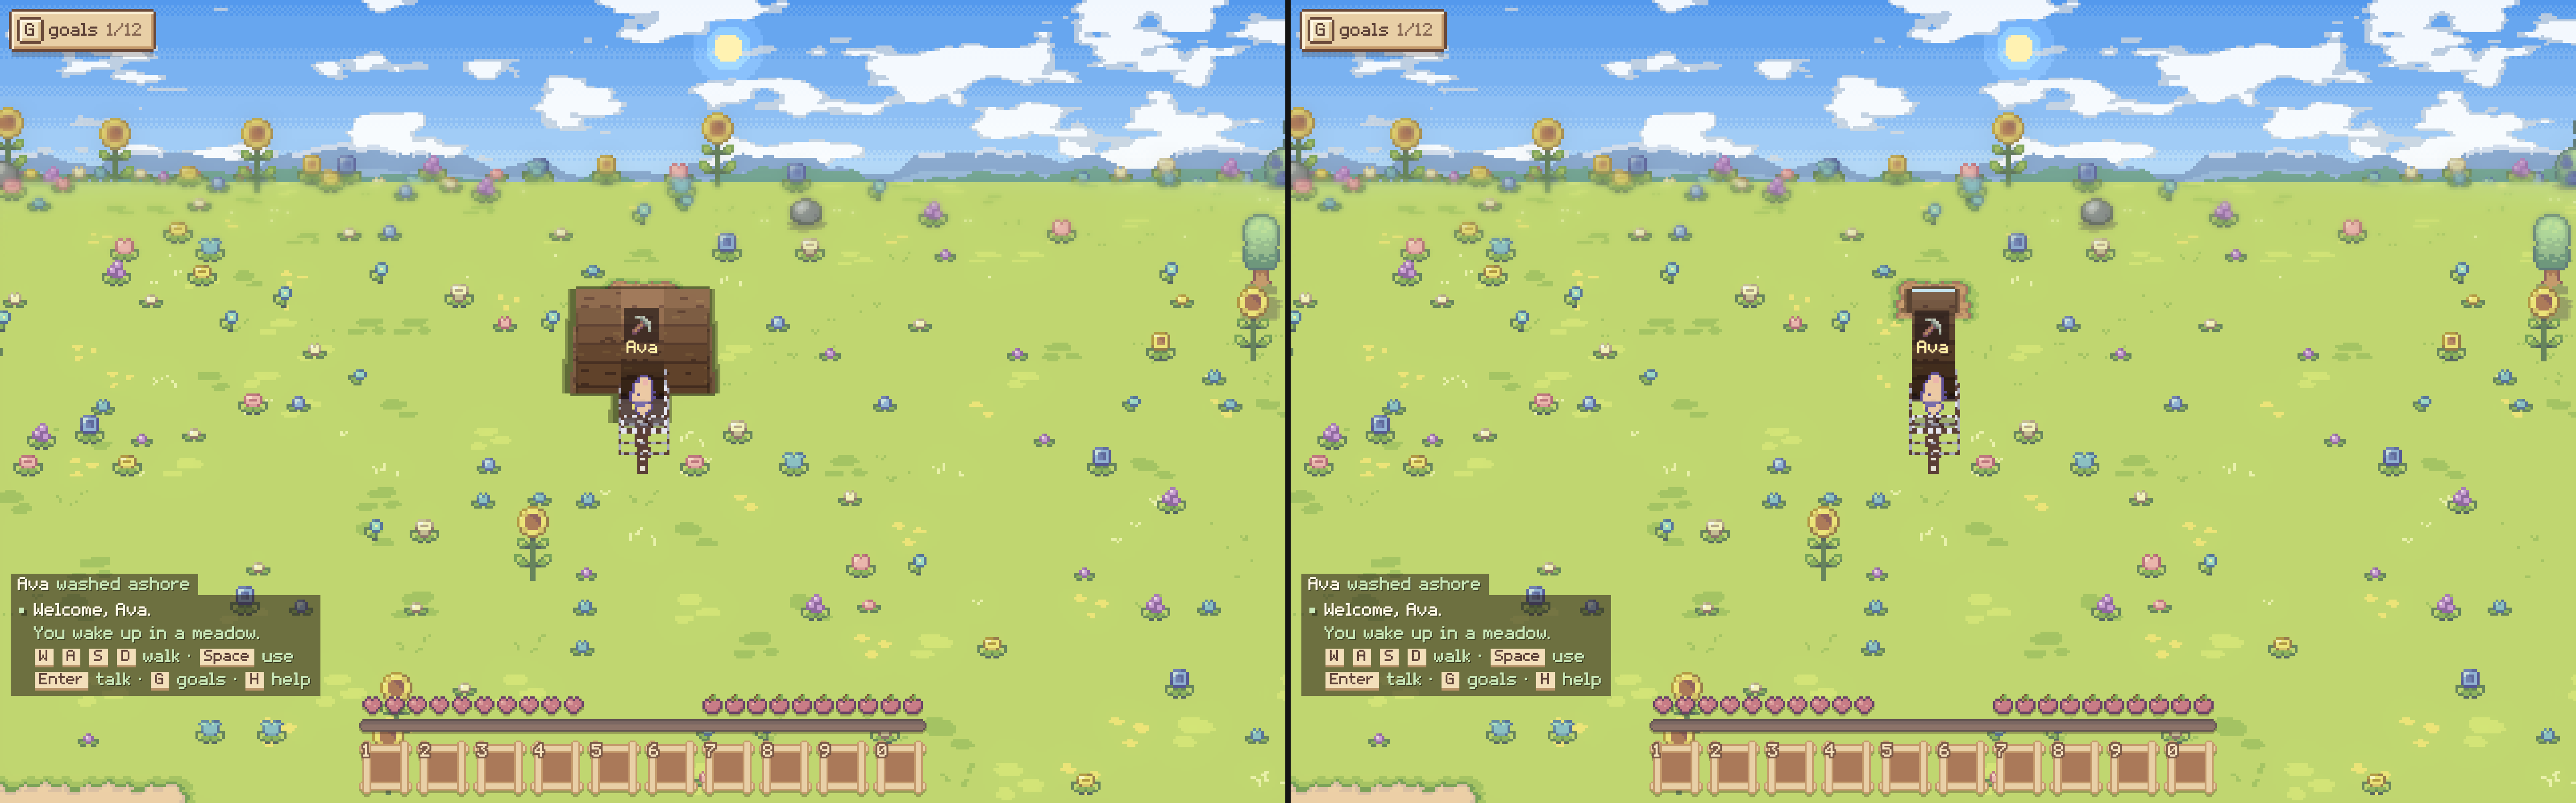 G goals 1/12
Ava
Ava washed ashore
▪ Welcome, Ava.
You wake up in a meadow.
W A S D walk · Space use
Enter talk · G goals · H help
1 2 3 4 5 6 7 8 9 0
G goals 1/12
Ava
Ava washed ashore
▪ Welcome, Ava.
You wake up in a meadow.
W A S D walk · Space use
Enter talk · G goals · H help
1 2 3 4 5 6 7 8 9 0